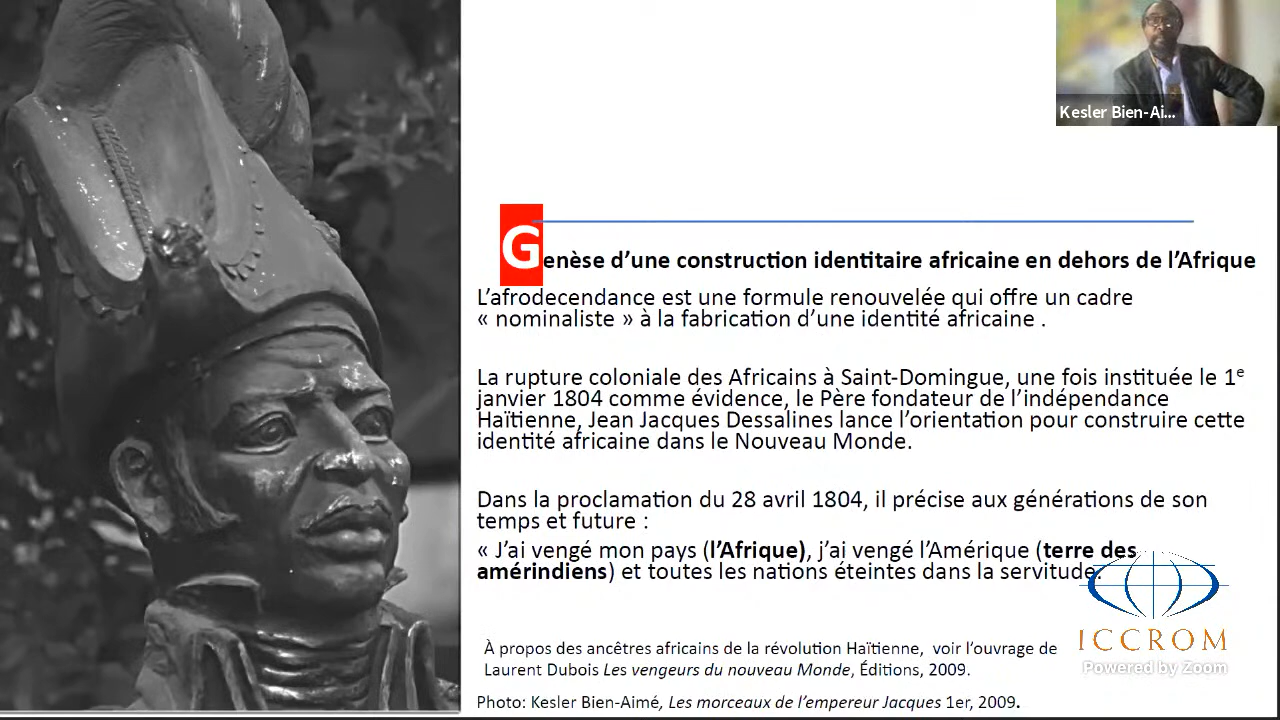 Kesler Bien-Ai...
Genèse d’une construction identitaire africaine en dehors de l’Afrique
L’afrodecendance est une formule renouvelée qui offre un cadre
« nominaliste » à la fabrication d’une identité africaine .
La rupture coloniale des Africains à Saint-Domingue, une fois instituée le 1ᵉ
janvier 1804 comme évidence, le Père fondateur de l’indépendance
Haïtienne, Jean Jacques Dessalines lance l’orientation pour construire cette
identité africaine dans le Nouveau Monde.
Dans la proclamation du 28 avril 1804, il précise aux générations de son
temps et future :
« J’ai vengé mon pays (l’Afrique), j’ai vengé l’Amérique (terre des
amérindiens) et toutes les nations éteintes dans la servitude.
ICCROM
Powered by Zoom
À propos des ancêtres africains de la révolution Haïtienne, voir l’ouvrage de
Laurent Dubois Les vengeurs du nouveau Monde, Éditions, 2009.
Photo: Kesler Bien-Aimé, Les morceaux de l’empereur Jacques 1er, 2009.